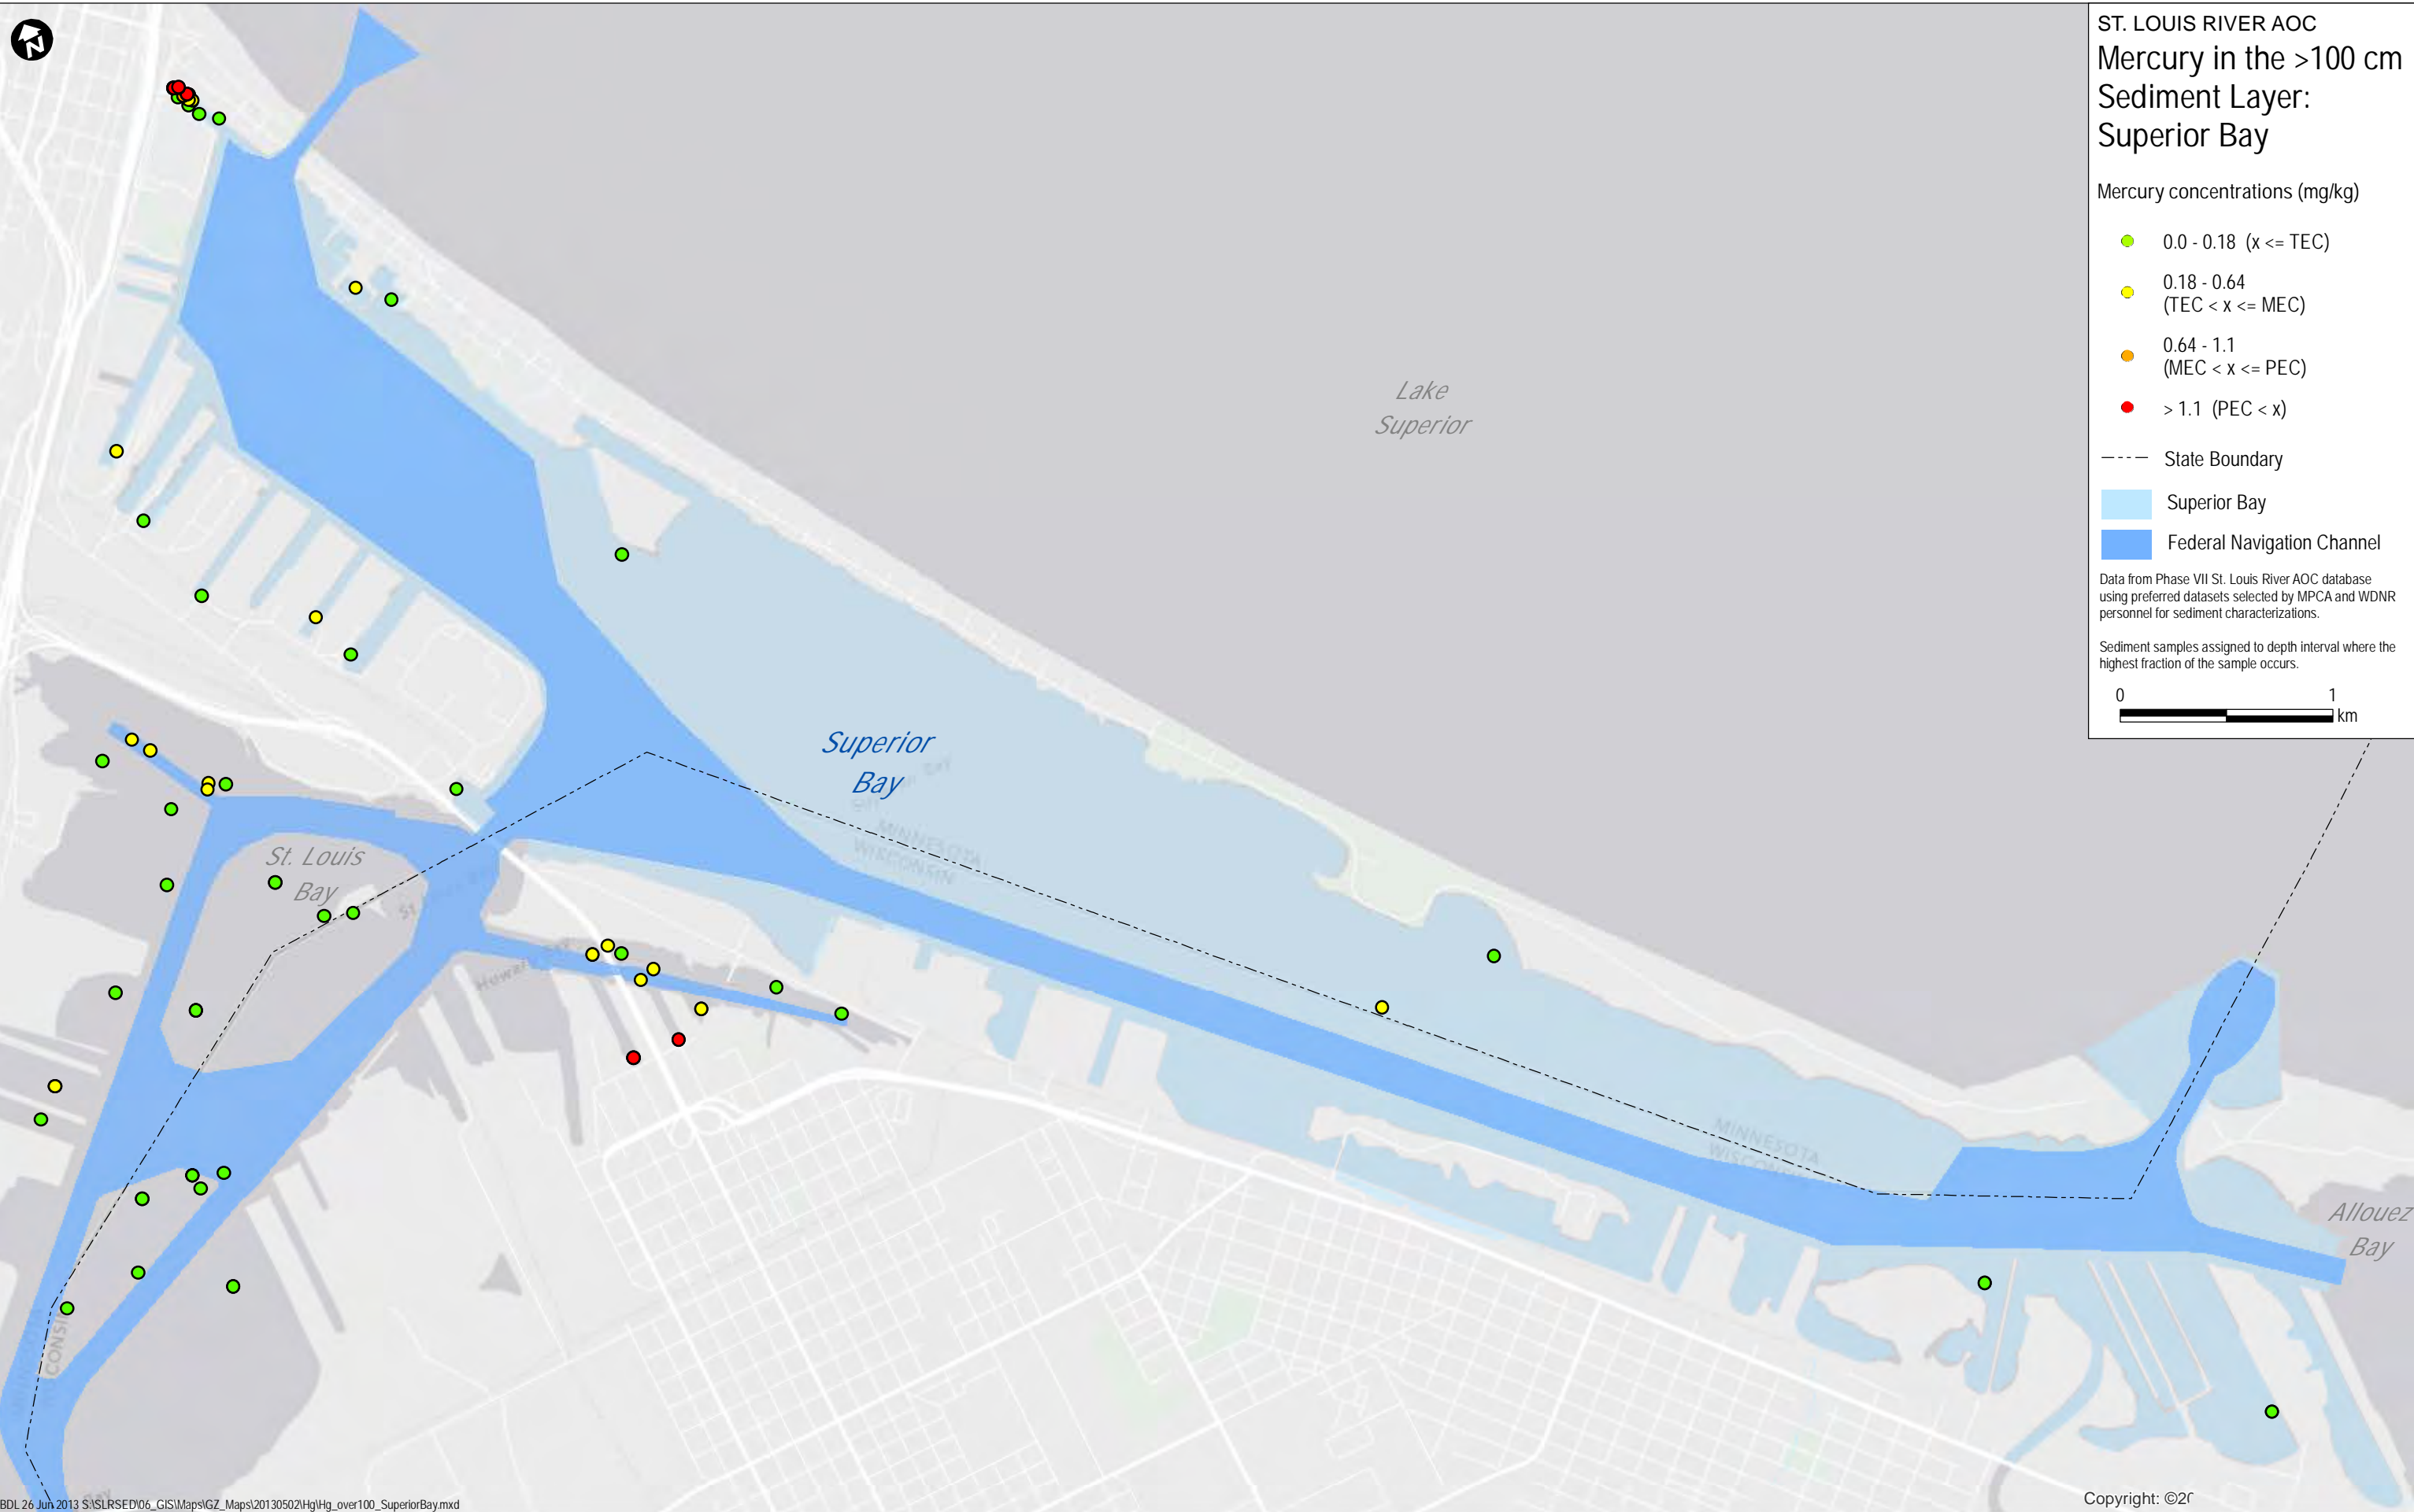 N
ST. LOUIS RIVER AOC
Mercury in the >100 cm
Sediment Layer:
Superior Bay
Mercury concentrations (mg/kg)
0.0 - 0.18 (x <= TEC)
0.18 - 0.64
(TEC < x <= MEC)
0.64 - 1.1
(MEC < x <= PEC)
> 1.1 (PEC < x)
State Boundary
Superior Bay
Federal Navigation Channel
Data from Phase VII St. Louis River AOC database
using preferred datasets selected by MPCA and WDNR
personnel for sediment characterizations.
Sediment samples assigned to depth interval where the
highest fraction of the sample occurs.
0 1
km
Lake
Superior
Superior
Bay
MINNESOTA
WISCONSIN
St. Louis
Bay
MINNESOTA
Allouez
Bay
Bay
BDL 26 Jun 2013 S:\SLRSED\06_GIS\Maps\GZ_Maps\20130502\Hg\Hg_over100_SuperiorBay.mxd
Copyright: ©20